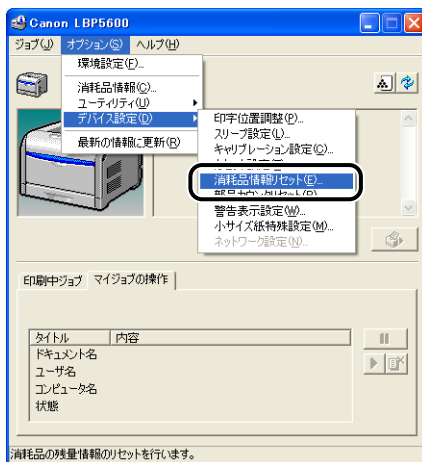 Canon LBP5600
ジョブ(J) オプション(S) ヘルプ(H)
環境設定(F)...
消耗品情報(C)...
ユーティリティ(U)
デバイス設定(D)
最新の情報に更新(R)
印字位置調整(P)...
スリープ設定(L)...
キャリブレーション設定(C)...
消耗品情報リセット(E)...
警告表示設定(W)...
小サイズ紙特殊設定(M)...
ネットワーク設定(N)...
印刷中ジョブ マイジョブの操作
タイトル 内容
ドキュメント名
ユーザ名
コンピュータ名
状態
消耗品の残量情報のリセットを行います。